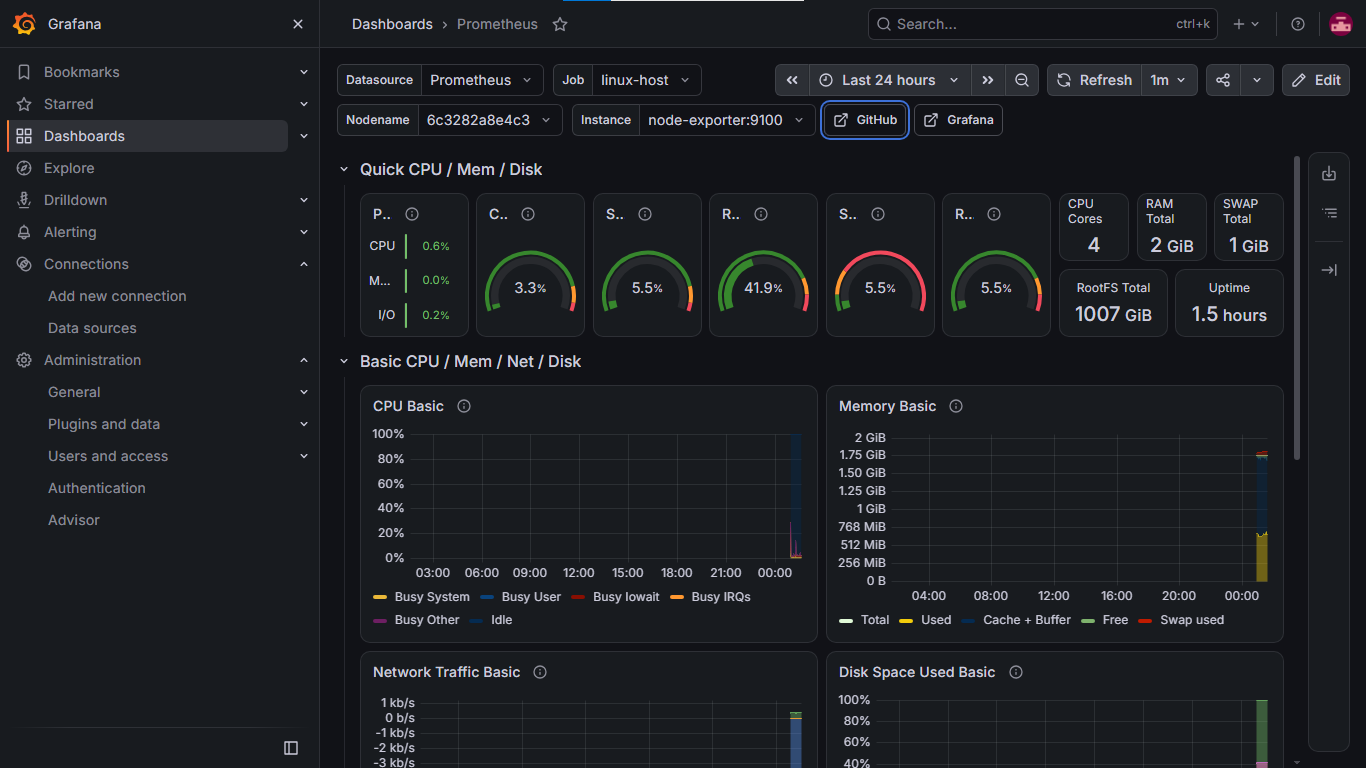 Grafana
Dashboards › Prometheus
Search... ctrl+k
Bookmarks
Starred
Dashboards
Explore
Drilldown
Alerting
Connections
Add new connection
Data sources
Administration
General
Plugins and data
Users and access
Authentication
Advisor
Datasource Prometheus Job linux-host Last 24 hours Refresh 1m Edit
Nodename 6c3282a8e4c3 Instance node-exporter:9100 GitHub Grafana
Quick CPU / Mem / Disk
P..
CPU 0.6%
M... 0.0%
I/O 0.2%
C..
3.3%
S..
5.5%
R..
41.9%
S..
5.5%
R..
5.5%
CPU
Cores
4
RAM
Total
2 GiB
SWAP
Total
1 GiB
RootFS Total
1007 GiB
Uptime
1.5 hours
Basic CPU / Mem / Net / Disk
CPU Basic
100%
80%
60%
40%
20%
0%
03:00 06:00 09:00 12:00 15:00 18:00 21:00 00:00
Busy System Busy User Busy Iowait Busy IRQs
Busy Other Idle
Memory Basic
2 GiB
1.75 GiB
1.50 GiB
1.25 GiB
1 GiB
768 MiB
512 MiB
256 MiB
0 B
04:00 08:00 12:00 16:00 20:00 00:00
Total Used Cache + Buffer Free Swap used
Network Traffic Basic
1 kb/s
0 b/s
-1 kb/s
-2 kb/s
-3 kb/s
Disk Space Used Basic
100%
80%
60%
40%